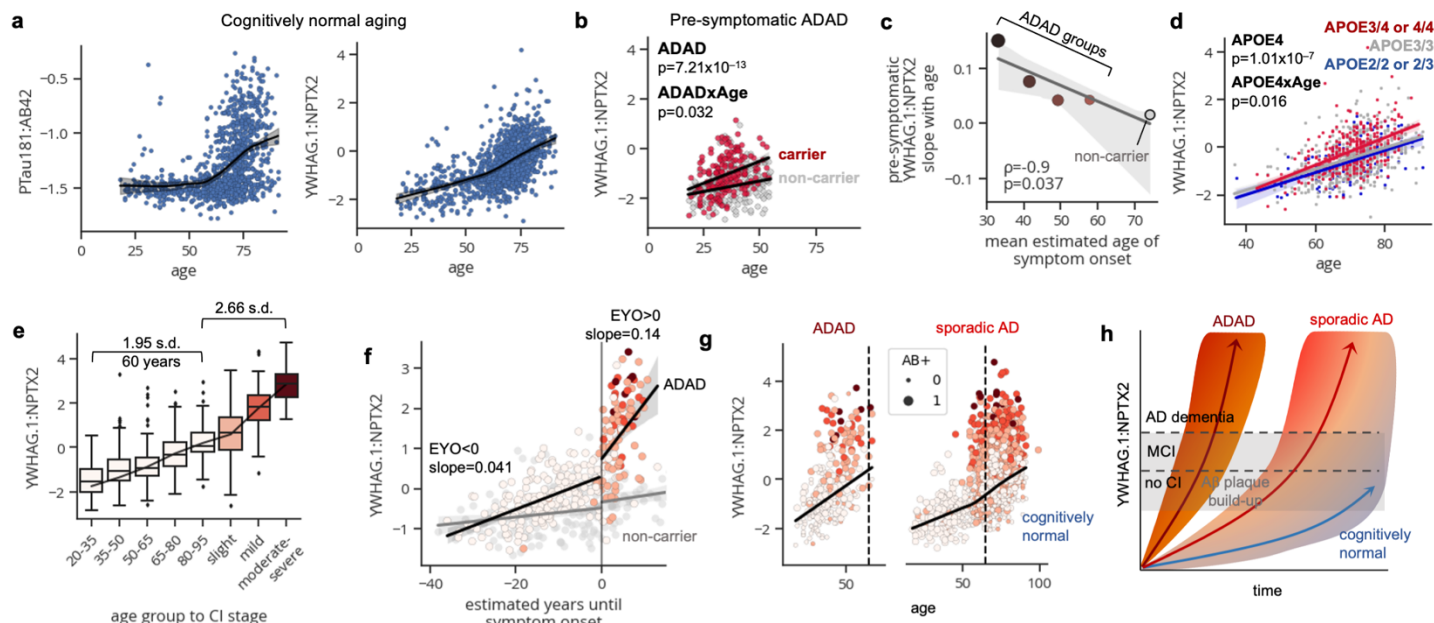 a
Cognitively normal aging
PTau181:AB42
−0.5
−1.0
−1.5
0
25
50
75
age
YWHAG.1:NPTX2
4
2
0
−2
0
25
50
75
age
b
Pre-symptomatic ADAD
ADAD
p=7.21x10⁻¹³
ADADxAge
p=0.032
YWHAG.1:NPTX2
4
2
0
−2
carrier
non-carrier
0
25
50
75
age
c
ADAD groups
pre-symptomatic
YWHAG.1:NPTX2
slope with age
0.1
0.0
−0.1
non-carrier
ρ=-0.9
p=0.037
30
40
50
60
70
mean estimated age of
symptom onset
d
APOE3/4 or 4/4
APOE3/3
APOE2/2 or 2/3
APOE4
p=1.01x10⁻⁷
APOE4xAge
p=0.016
YWHAG.1:NPTX2
4
2
0
−2
40
60
80
age
e
2.66 s.d.
1.95 s.d.
60 years
YWHAG.1:NPTX2
4
2
0
−2
20-35
35-50
50-65
65-80
80-95
slight
mild
moderate-
severe
age group to CI stage
f
EYO>0
slope=0.14
ADAD
EYO<0
slope=0.041
non-carrier
YWHAG.1:NPTX2
3
2
1
0
−1
−40
−20
0
estimated years until
symptom onset
g
ADAD
sporadic AD
AB+
0
1
YWHAG.1:NPTX2
4
2
0
−2
cognitively
normal
50
50
100
age
h
ADAD
sporadic AD
YWHAG.1:NPTX2
AD dementia
MCI
no CI
Aβ plaque
build-up
cognitively
normal
time